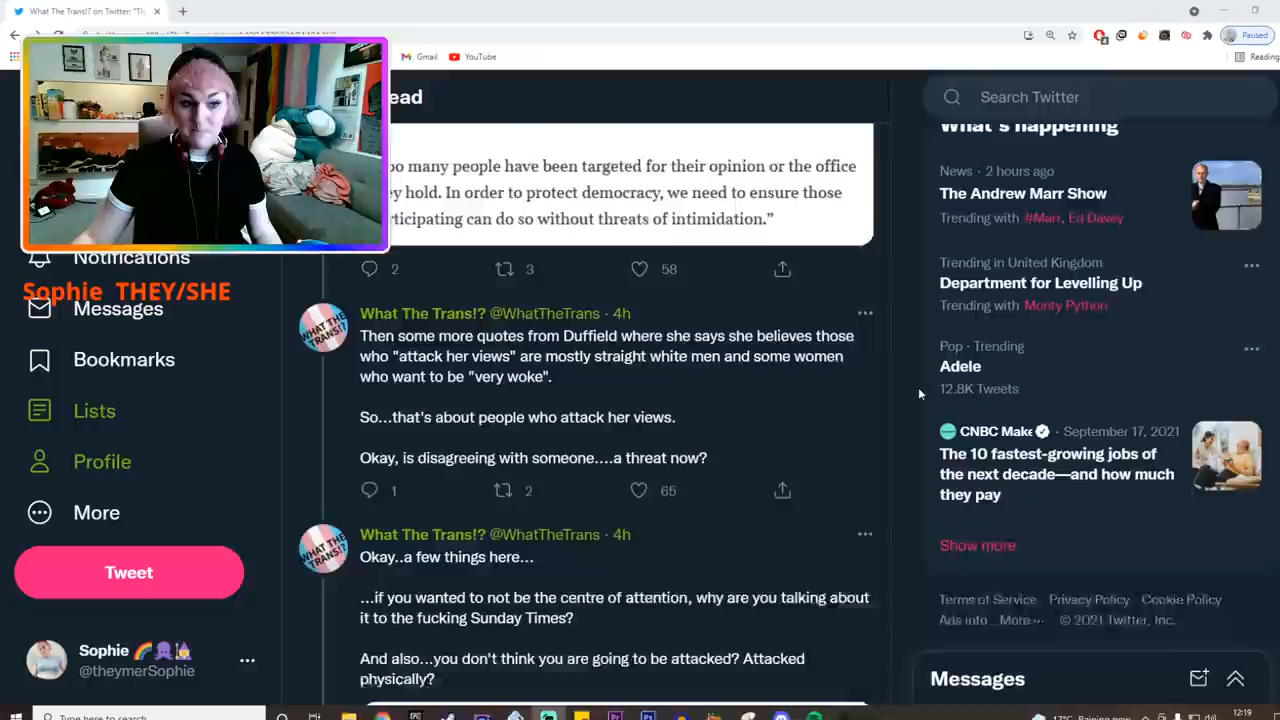 What The Trans!? on Twitter: "Th
Paused
Gmail
YouTube
Reading
ead
Search Twitter
What's happening
oo many people have been targeted for their opinion or the office
ey hold. In order to protect democracy, we need to ensure those
rticipating can do so without threats of intimidation.”
2
3
58
News · 2 hours ago
The Andrew Marr Show
Trending with #Marr, Ed Davey
Notifications
Sophie THEY/SHE
Messages
Bookmarks
Lists
Profile
More
Tweet
Sophie
@theymerSophie
What The Trans!? @WhatTheTrans · 4h
Then some more quotes from Duffield where she says she believes those
who "attack her views" are mostly straight white men and some women
who want to be "very woke".
So...that's about people who attack her views.
Okay, is disagreeing with someone....a threat now?
1
2
65
WHAT THE TRANS!?
What The Trans!? @WhatTheTrans · 4h
Okay..a few things here...
...if you wanted to not be the centre of attention, why are you talking about
it to the fucking Sunday Times?
And also...you don't think you are going to be attacked? Attacked
physically?
WHAT THE TRANS!?
Trending in United Kingdom
Department for Levelling Up
Trending with Monty Python
Pop · Trending
Adele
12.8K Tweets
CNBC Make · September 17, 2021
The 10 fastest-growing jobs of
the next decade—and how much
they pay
Show more
Terms of Service Privacy Policy Cookie Policy
Ads info More ··· © 2021 Twitter, Inc.
Messages
Type here to search
17°C Raining now
12:19